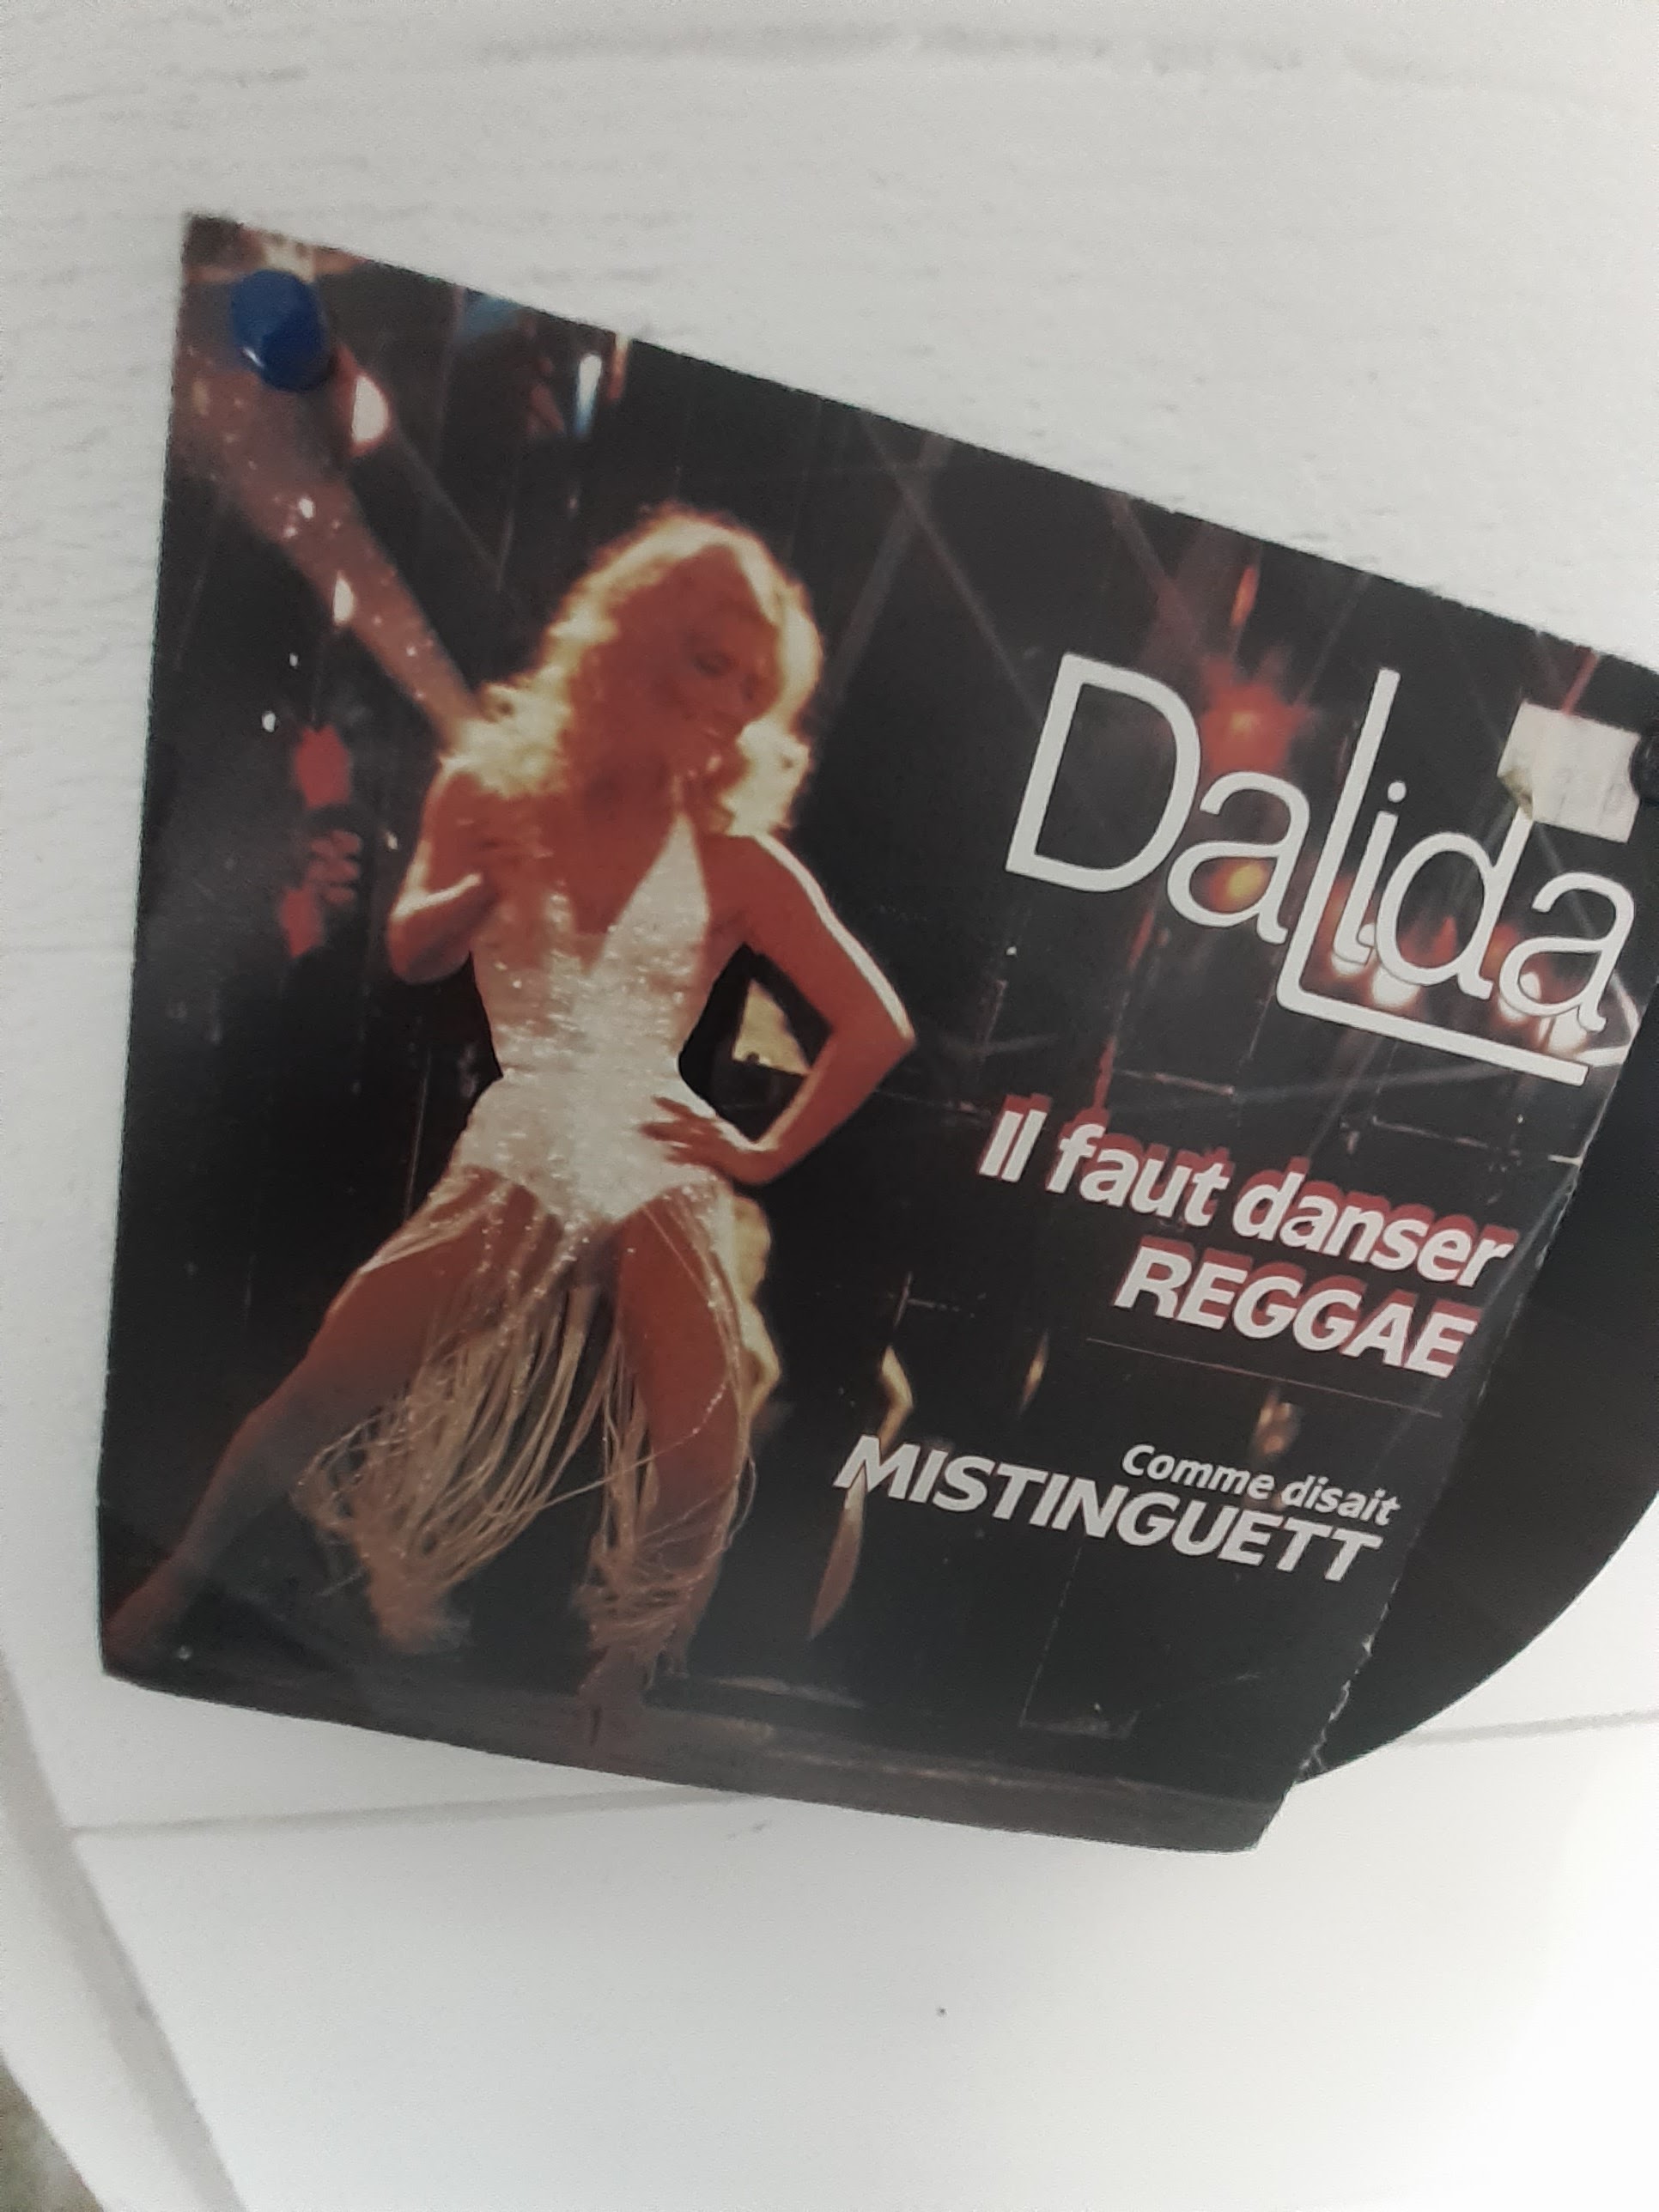 Dalida
Il faut danser
REGGAE
Comme disait
MISTINGUETT